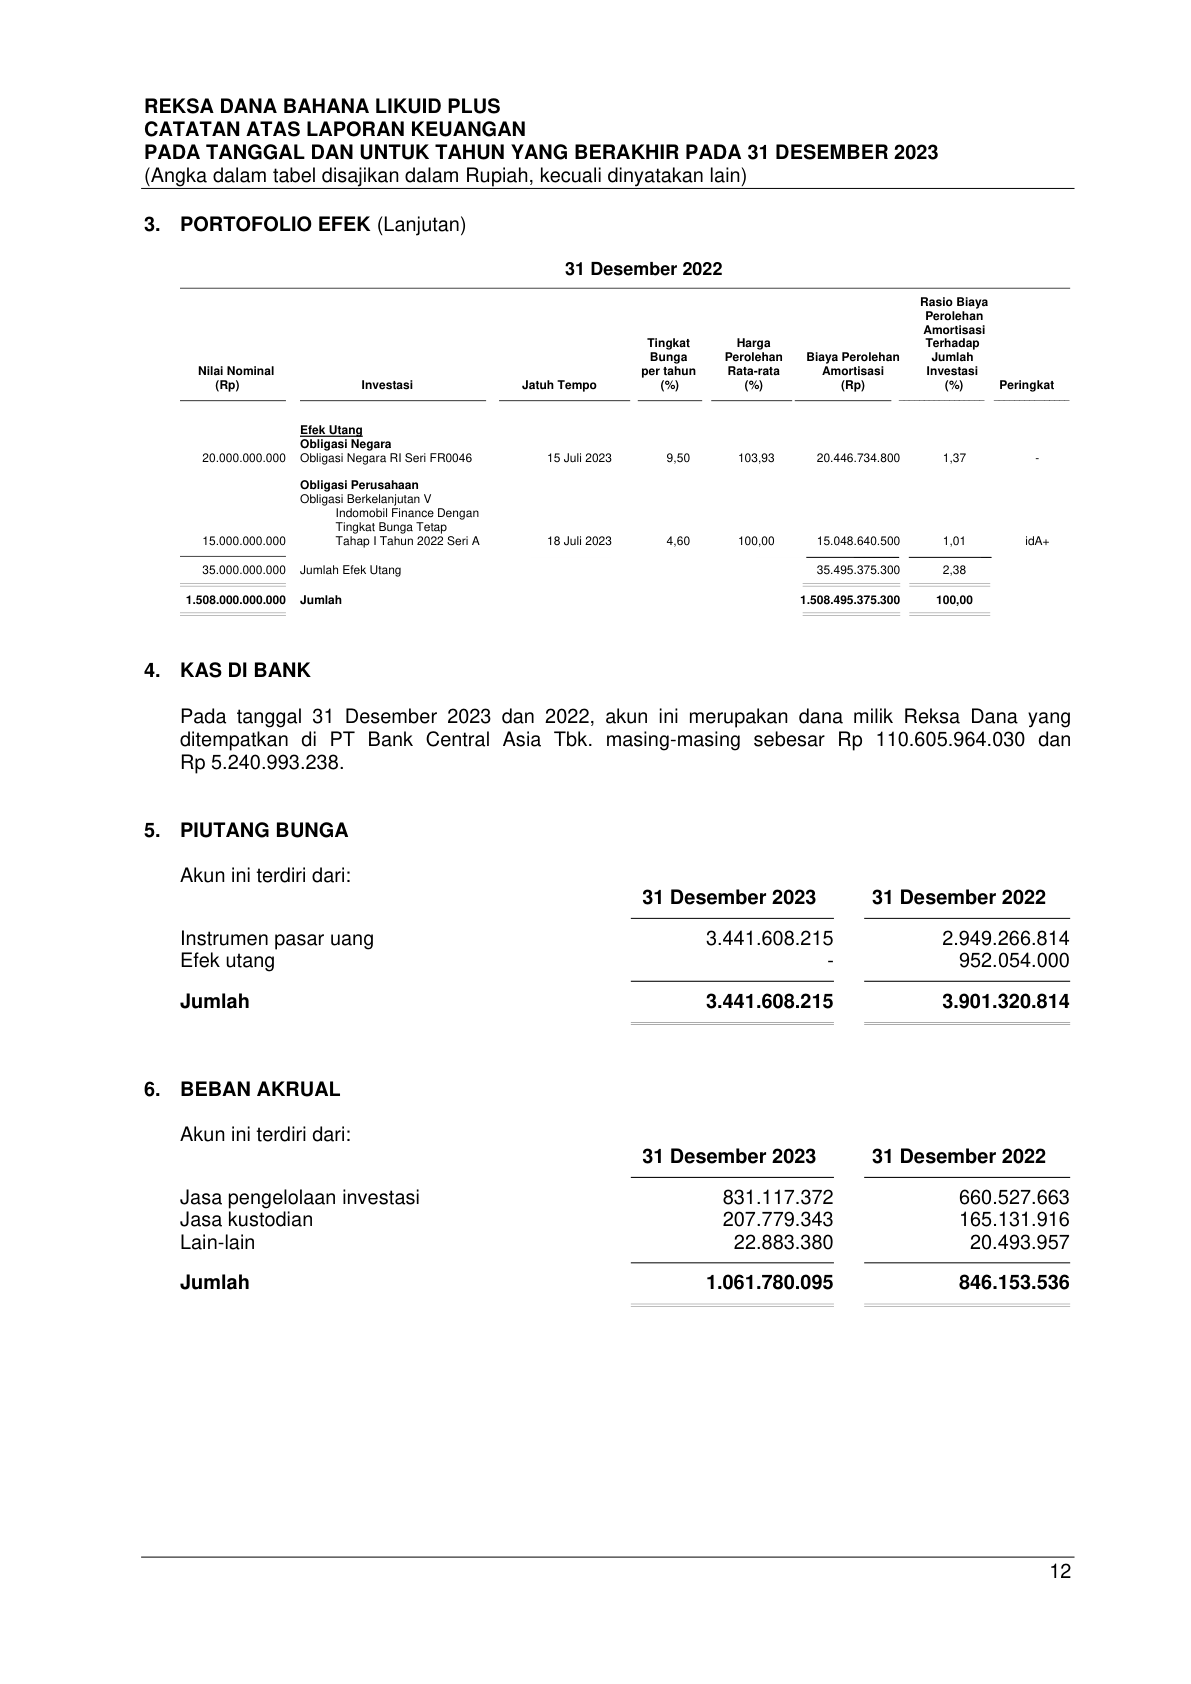 REKSA DANA BAHANA LIKUID PLUS
CATATAN ATAS LAPORAN KEUANGAN
PADA TANGGAL DAN UNTUK TAHUN YANG BERAKHIR PADA 31 DESEMBER 2023
(Angka dalam tabel disajikan dalam Rupiah, kecuali dinyatakan lain)
3. PORTOFOLIO EFEK (Lanjutan)
31 Desember 2022
Nilai Nominal (Rp) Investasi Jatuh Tempo Tingkat Bunga per tahun (%) Harga Perolehan Rata-rata (%) Biaya Perolehan Amortisasi (Rp) Rasio Biaya Perolehan Amortisasi Terhadap Jumlah Investasi (%) Peringkat
Efek Utang
Obligasi Negara
20.000.000.000 Obligasi Negara RI Seri FR0046 15 Juli 2023 9,50 103,93 20.446.734.800 1,37 -
Obligasi Perusahaan
Obligasi Berkelanjutan V
Indomobil Finance Dengan
Tingkat Bunga Tetap
15.000.000.000 Tahap I Tahun 2022 Seri A 18 Juli 2023 4,60 100,00 15.048.640.500 1,01 idA+
35.000.000.000 Jumlah Efek Utang 35.495.375.300 2,38
1.508.000.000.000 Jumlah 1.508.495.375.300 100,00
4. KAS DI BANK
Pada tanggal 31 Desember 2023 dan 2022, akun ini merupakan dana milik Reksa Dana yang
ditempatkan di PT Bank Central Asia Tbk. masing-masing sebesar Rp 110.605.964.030 dan
Rp 5.240.993.238.
5. PIUTANG BUNGA
Akun ini terdiri dari:
31 Desember 2023 31 Desember 2022
Instrumen pasar uang 3.441.608.215 2.949.266.814
Efek utang - 952.054.000
Jumlah 3.441.608.215 3.901.320.814
6. BEBAN AKRUAL
Akun ini terdiri dari:
31 Desember 2023 31 Desember 2022
Jasa pengelolaan investasi 831.117.372 660.527.663
Jasa kustodian 207.779.343 165.131.916
Lain-lain 22.883.380 20.493.957
Jumlah 1.061.780.095 846.153.536
12